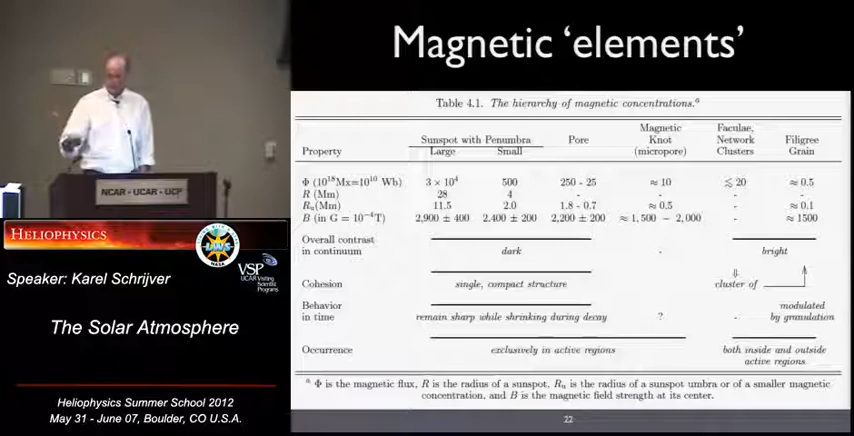 Magnetic 'elements'
Table 4.1. The hierarchy of magnetic concentrations.ᵃ
Property
Sunspot with Penumbra
Large
Small
Pore
Magnetic
Knot
(micropore)
Faculae,
Network
Clusters
Filigree
Grain
Φ (10¹⁸Mx=10¹⁰ Wb) 3 × 10⁴ 500 250 - 25 ≈ 10 ≲ 20 ≈ 0.5
R (Mm) 28 4 - - - -
Rᵤ(Mm) 11.5 2.0 1.8 - 0.7 ≈ 0.5 - ≈ 0.1
B (in G = 10⁻⁴T) 2,900 ± 400 2,400 ± 200 2,200 ± 200 ≈ 1,500 − 2,000 - ≈ 1500
Overall contrast
in continuum dark - bright
Cohesion single, compact structure ⇓ cluster of
Behavior modulated
in time remain sharp while shrinking during decay ? - by granulation
Occurrence exclusively in active regions both inside and outside
active regions
ᵃ Φ is the magnetic flux, R is the radius of a sunspot, Rᵤ is the radius of a sunspot umbra or of a smaller magnetic
concentration, and B is the magnetic field strength at its center.
22
NCAR - UCAR - UCP
HELIOPHYSICS
LWS
NASA
VSP
UCAR Visiting
Scientist
Programs
Speaker: Karel Schrijver
The Solar Atmosphere
Heliophysics Summer School 2012
May 31 - June 07, Boulder, CO U.S.A.